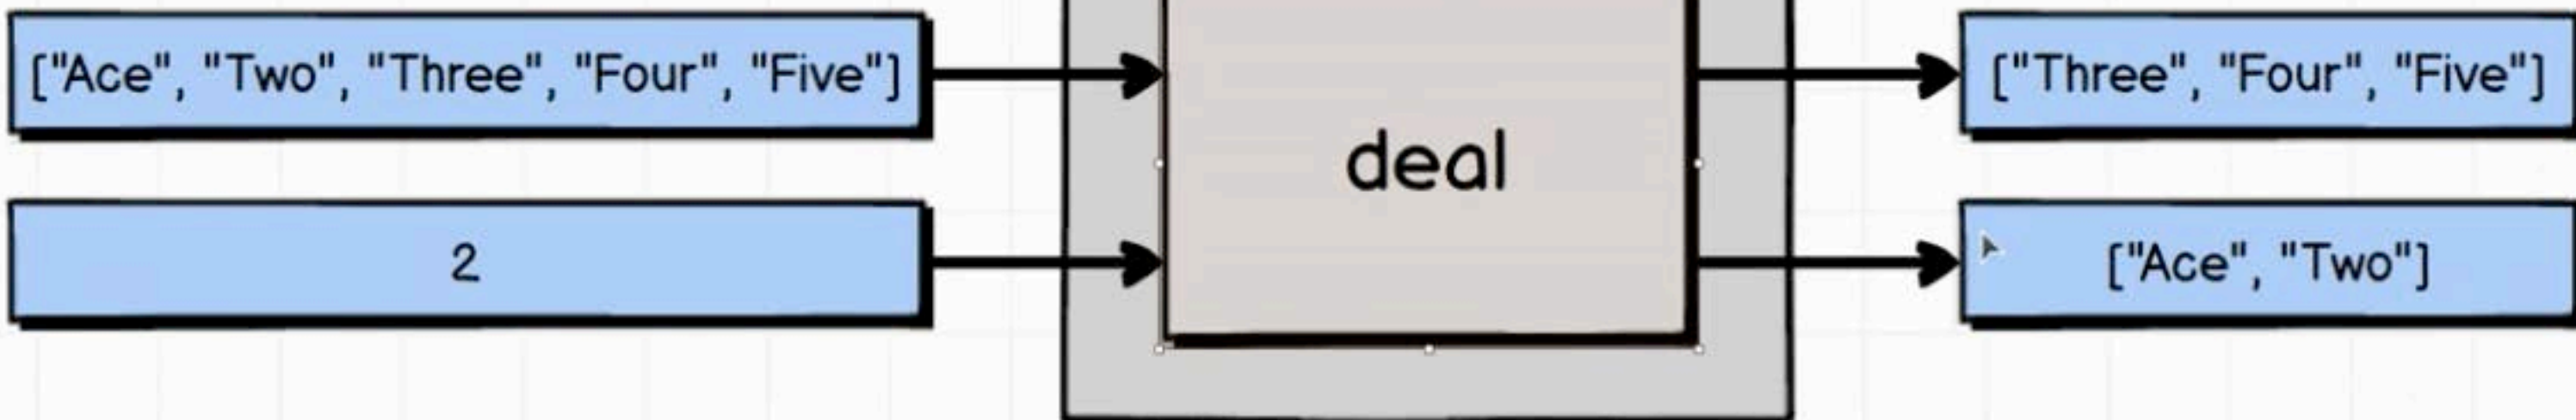 ["Ace", "Two", "Three", "Four", "Five"]
["Three", "Four", "Five"]
deal
2
["Ace", "Two"]